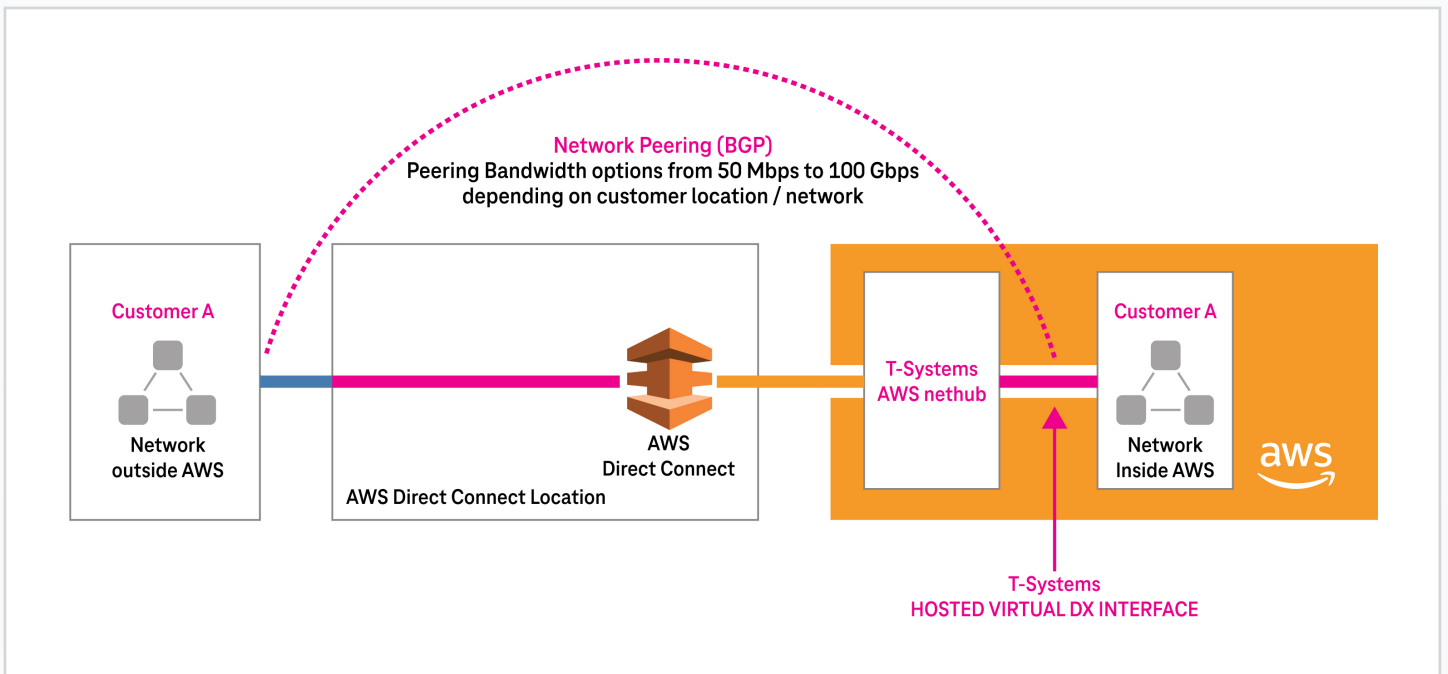 Network Peering (BGP)
Peering Bandwidth options from 50 Mbps to 100 Gbps
depending on customer location / network
Customer A
Network
outside AWS
AWS
Direct Connect
AWS Direct Connect Location
T-Systems
AWS nethub
Customer A
Network
Inside AWS
aws
T-Systems
HOSTED VIRTUAL DX INTERFACE